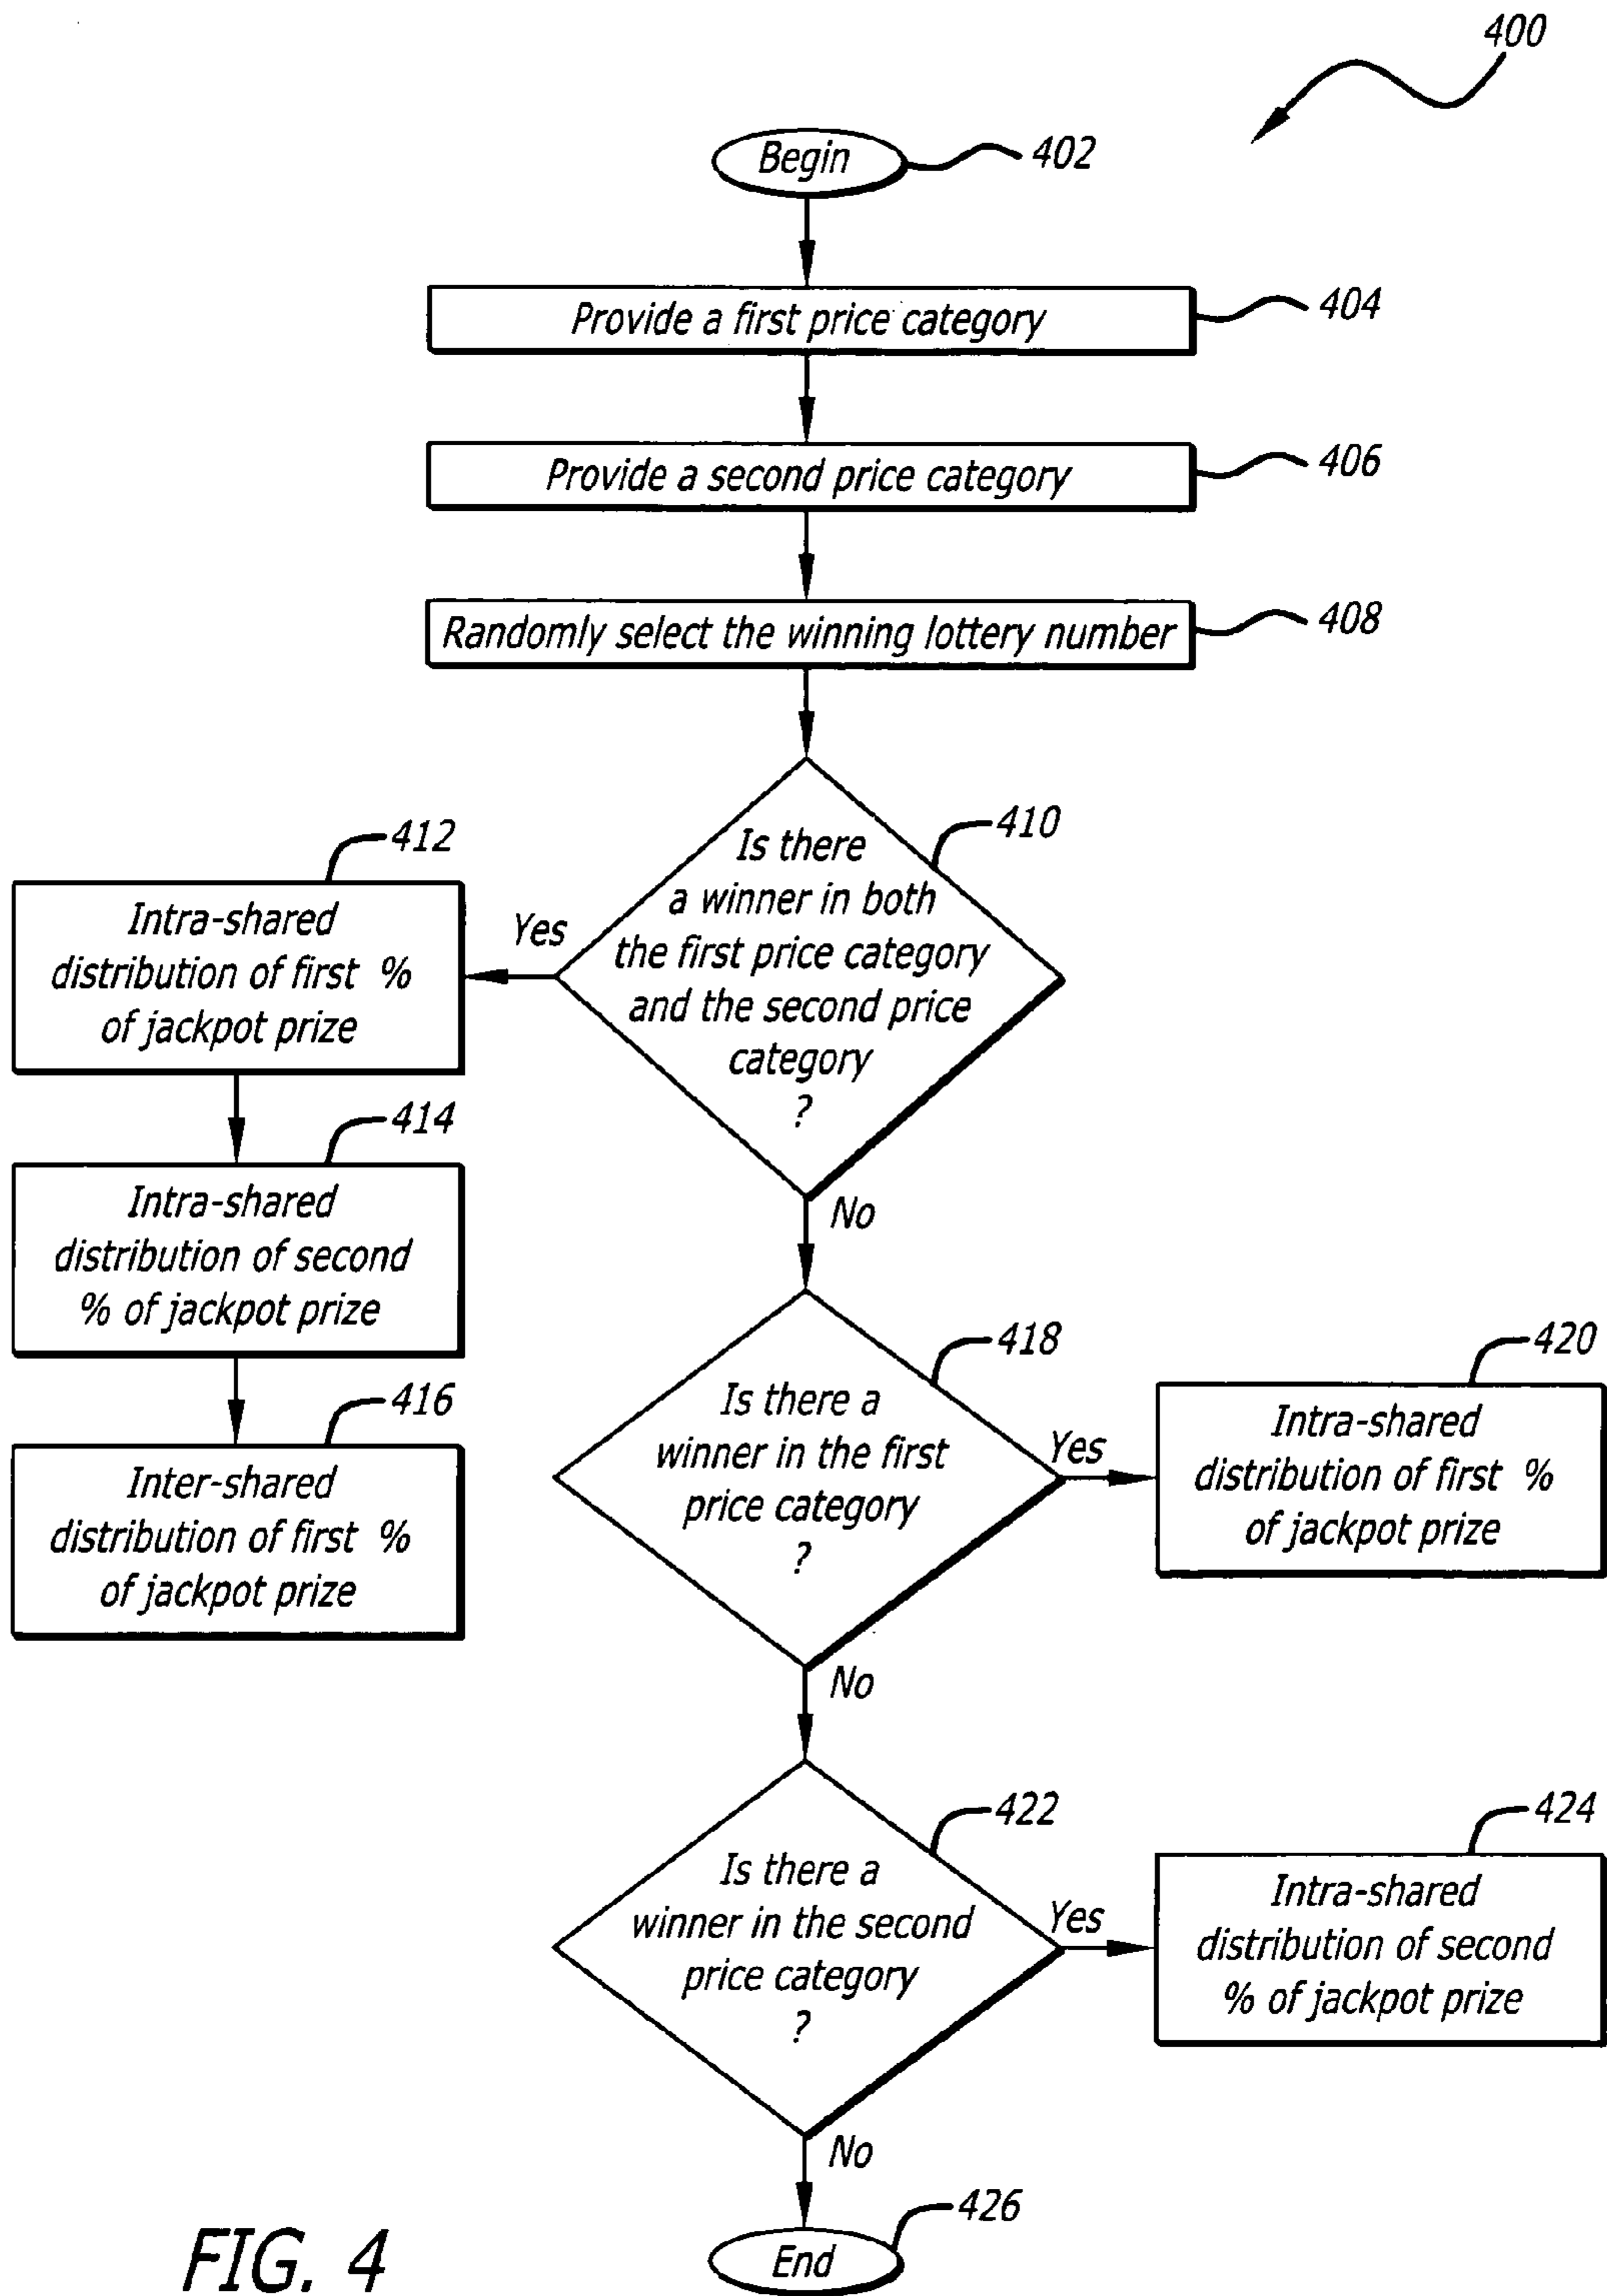 400
Begin
402
Provide a first price category
404
Provide a second price category
406
Randomly select the winning lottery number
408
Is there
a winner in both
the first price category
and the second price
category
?
410
Yes
412
Intra-shared
distribution of first %
of jackpot prize
414
Intra-shared
distribution of second
% of jackpot prize
416
Inter-shared
distribution of first %
of jackpot prize
No
418
Is there a
winner in the first
price category
?
Yes
420
Intra-shared
distribution of first %
of jackpot prize
No
422
Is there a
winner in the second
price category
?
Yes
424
Intra-shared
distribution of second
% of jackpot prize
No
426
End
FIG. 4